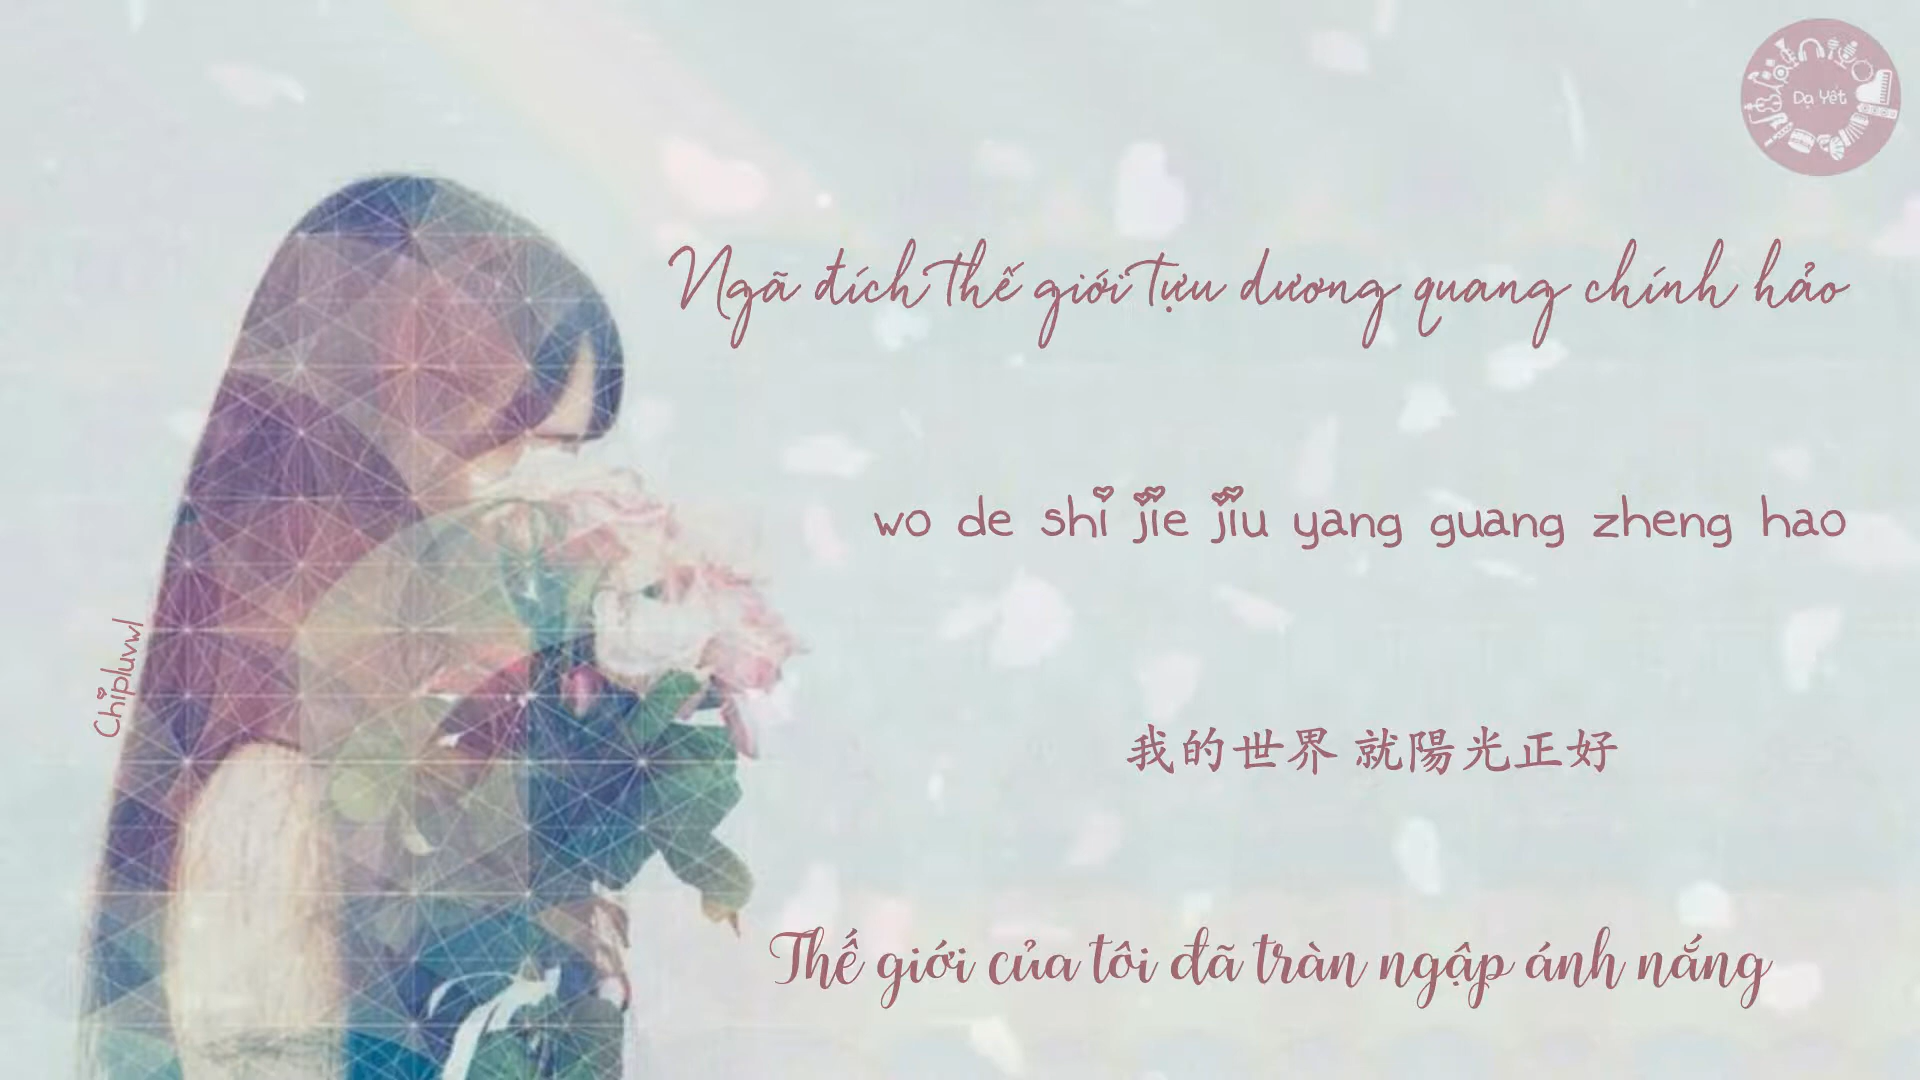 Dạ Yết
Ngã đích thế giới tựu dương quang chính hảo
wo de shi jie jiu yang guang zheng hao
Chipluvwl
我的世界 就陽光正好
Thế giới của tôi đã tràn ngập ánh nắng